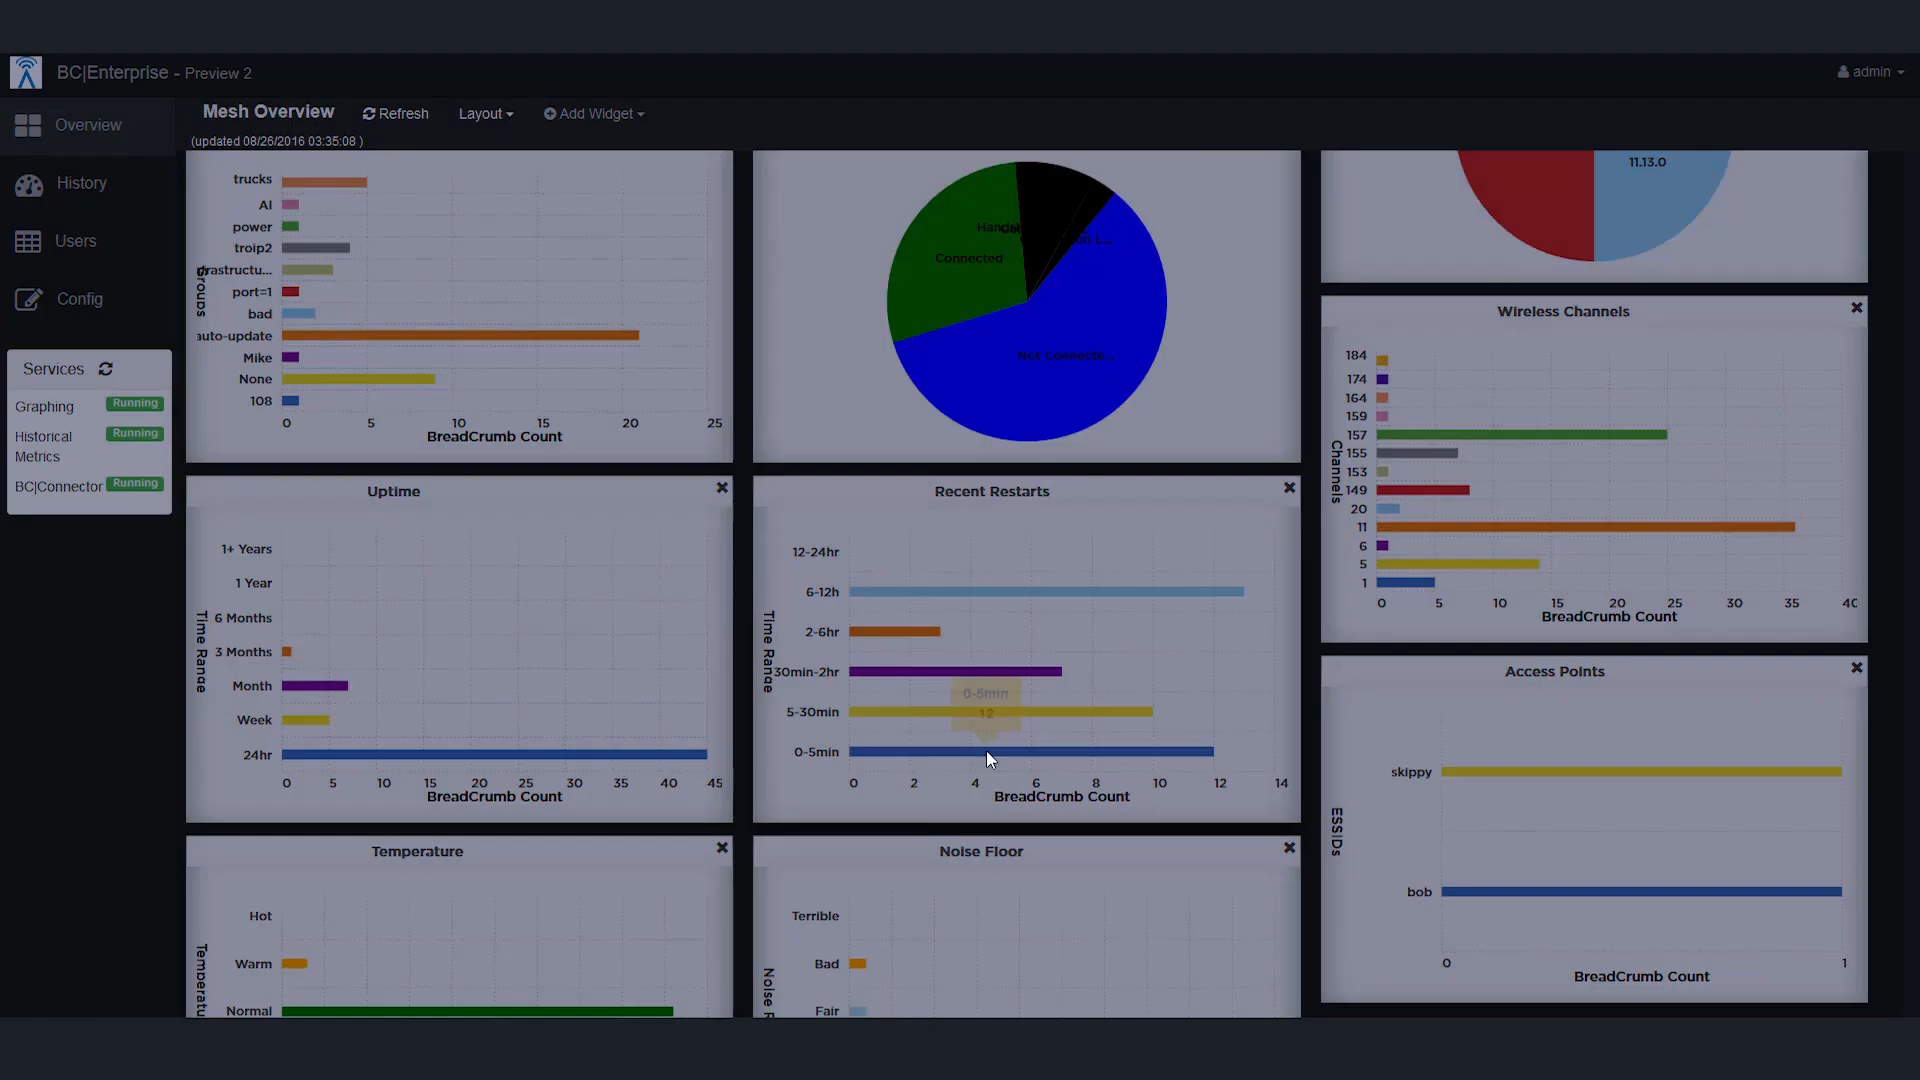 BC|Enterprise - Preview 2
admin
Overview
History
Users
Config
Services
Graphing Running
Historical Metrics Running
BC|Connector Running
Mesh Overview
Refresh
Layout
Add Widget
(updated 08/26/2016 03:35:08 )
Groups
trucks
AI
power
troip2
port=1
bad
auto-update
Mike
None
108
0 5 10 15 20 25
BreadCrumb Count
Connected
Not Connecte...
11.13.0
Uptime
Time Range
1+ Years
1 Year
6 Months
3 Months
Month
Week
24hr
0 5 10 15 20 25 30 35 40 45
BreadCrumb Count
Recent Restarts
Time Range
12-24hr
6-12h
2-6hr
30min-2hr
5-30min
0-5min
0-5min
12
0 2 4 6 8 10 12 14
BreadCrumb Count
Wireless Channels
Channels
184
174
164
159
157
155
153
149
20
11
6
5
1
0 5 10 15 20 25 30 35 40
BreadCrumb Count
Access Points
ESSIDs
skippy
bob
0 1
BreadCrumb Count
Temperature
Hot
Warm
Normal
Noise Floor
Terrible
Bad
Fair